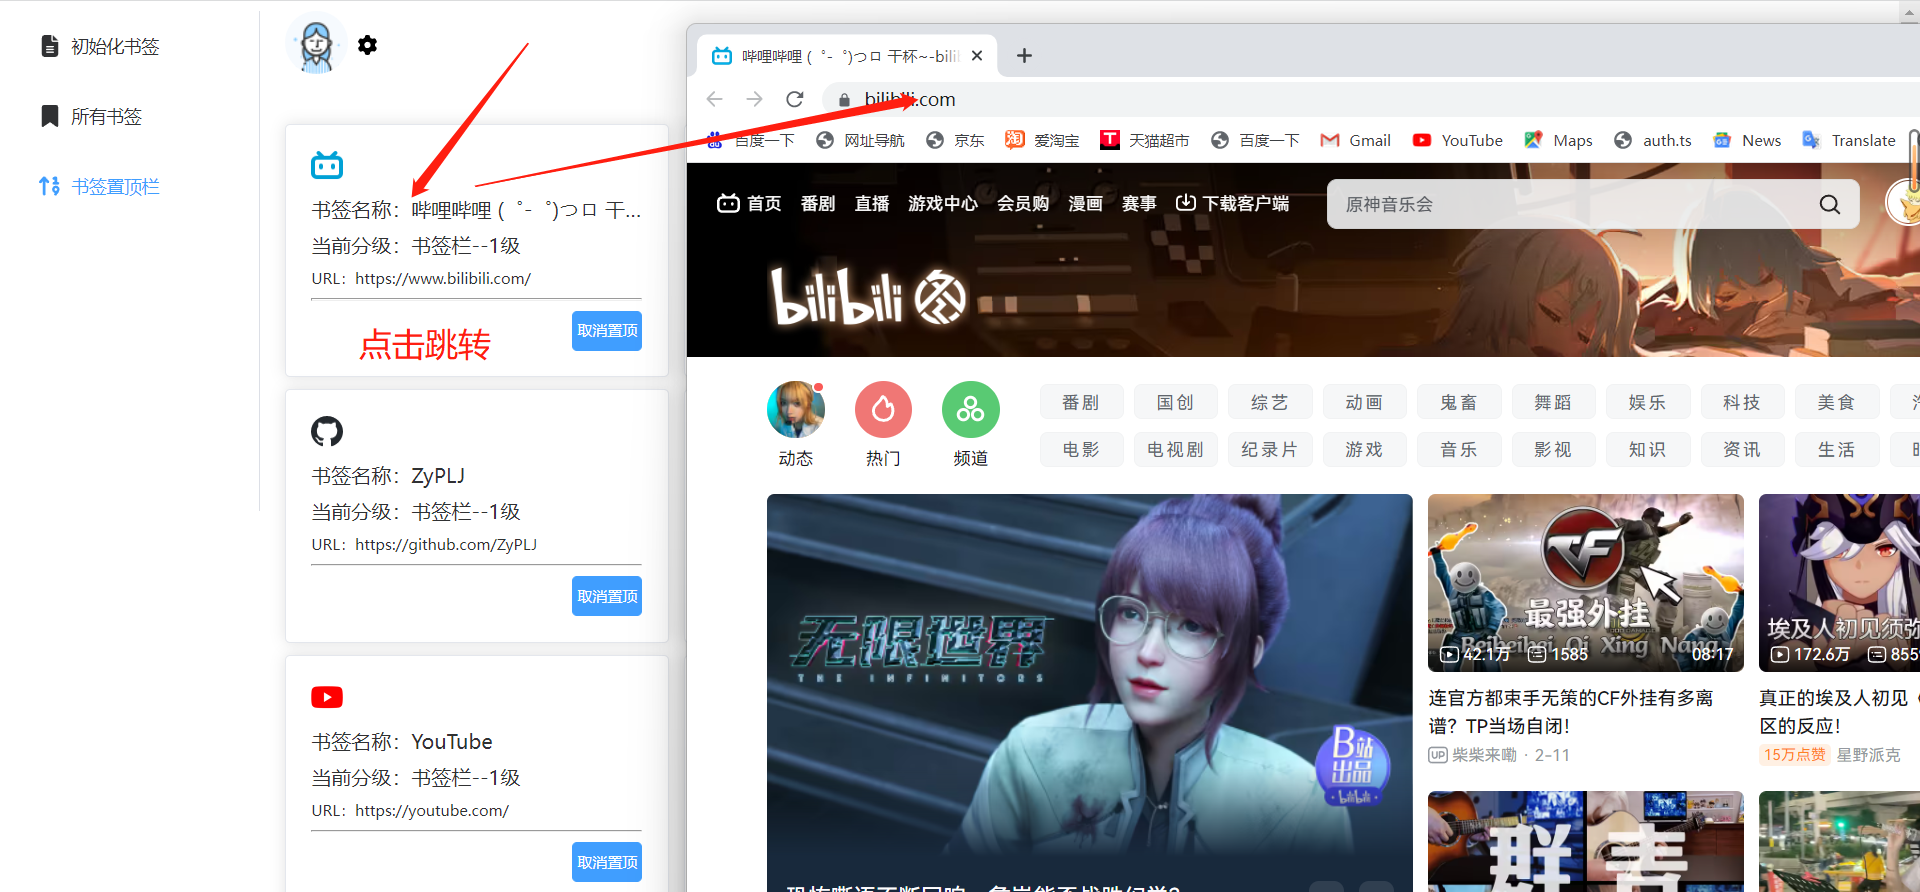 初始化书签
所有书签
书签置顶栏
书签名称：哔哩哔哩 (゜-゜)つロ 干...
当前分级：书签栏--1级
URL：https://www.bilibili.com/
点击跳转
取消置顶
书签名称：ZyPLJ
当前分级：书签栏--1级
URL：https://github.com/ZyPLJ
取消置顶
书签名称：YouTube
当前分级：书签栏--1级
URL：https://youtube.com/
取消置顶
哔哩哔哩 (゜-゜)つロ 干杯~-bili
bilibili.com
百度一下 网址导航 京东 淘 爱淘宝 T 天猫超市 百度一下 Gmail YouTube Maps auth.ts News Translate
首页 番剧 直播 游戏中心 会员购 漫画 赛事 下载客户端
原神音乐会
bilibili
动态 热门 频道
番剧 国创 综艺 动画 鬼畜 舞蹈 娱乐 科技 美食
电影 电视剧 纪录片 游戏 音乐 影视 知识 资讯 生活
无限世界
THE INFINITORS
B站
出品
bilibili
CF
最强外挂
Beibeihai Qi Xing Nang
42.1万 1585 08:17
连官方都束手无策的CF外挂有多离
谱？TP当场自闭！
UP 柴柴来嘞 · 2-11
埃及人初见须弥
172.6万 855
真正的埃及人初见
区的反应！
15万点赞 星野派克
群青